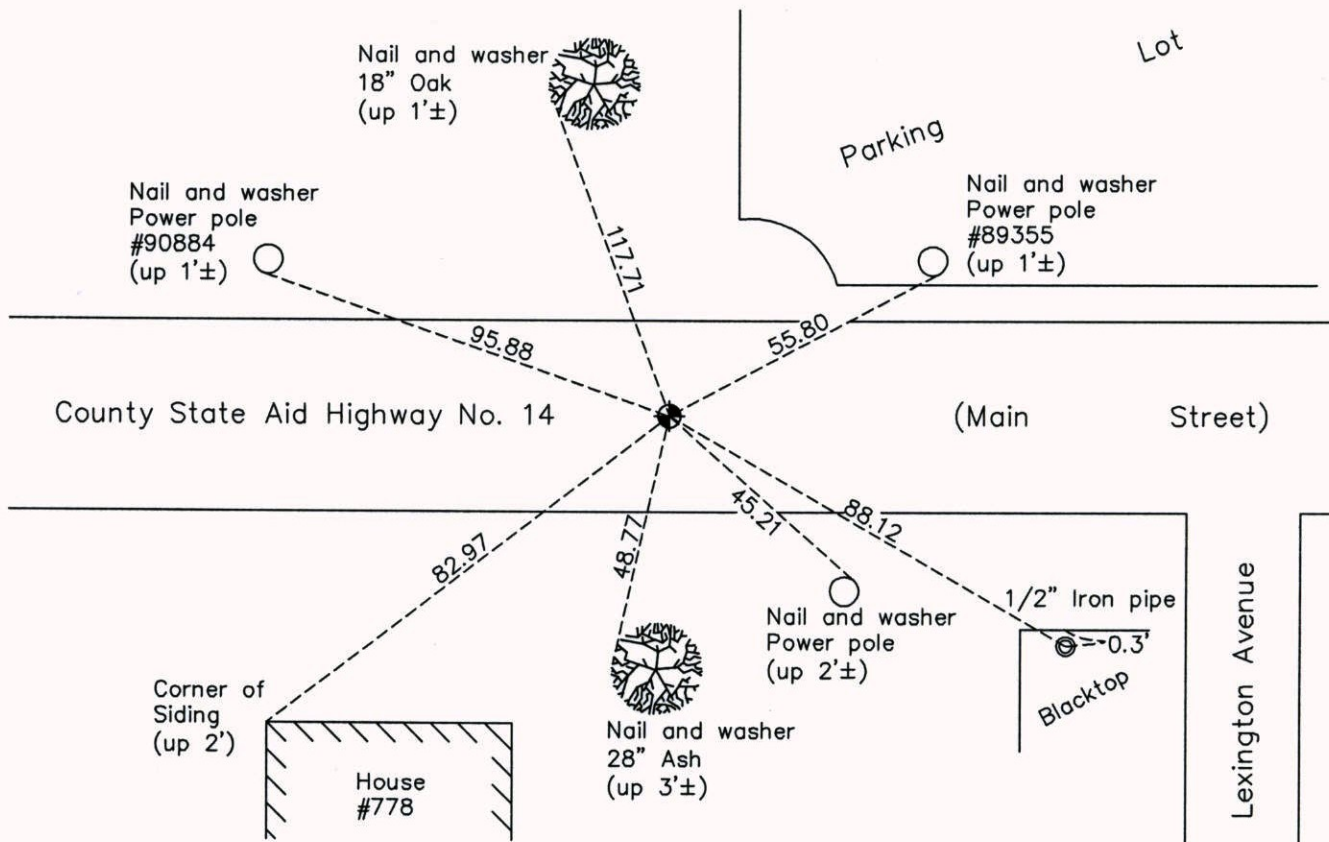 Nail and washer
18" Oak
(up 1'±)
Lot
Parking
Nail and washer
Power pole
#90884
(up 1'±)
Nail and washer
Power pole
#89355
(up 1'±)
117.71
95.88
55.80
County State Aid Highway No. 14
(Main Street)
82.97
48.77
45.21
88.12
1/2" Iron pipe
0.3'
Blacktop
Lexington Avenue
Nail and washer
Power pole
(up 2'±)
Corner of
Siding
(up 2')
Nail and washer
28" Ash
(up 3'±)
House
#778